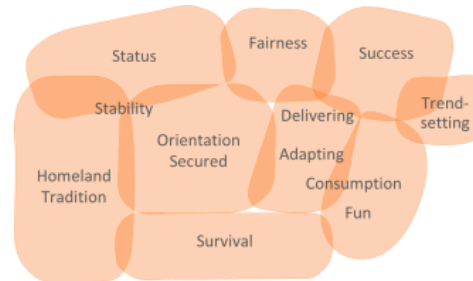 Status
Fairness
Success
Trend-
setting
Stability
Delivering
Orientation
Secured
Adapting
Homeland
Tradition
Consumption
Fun
Survival